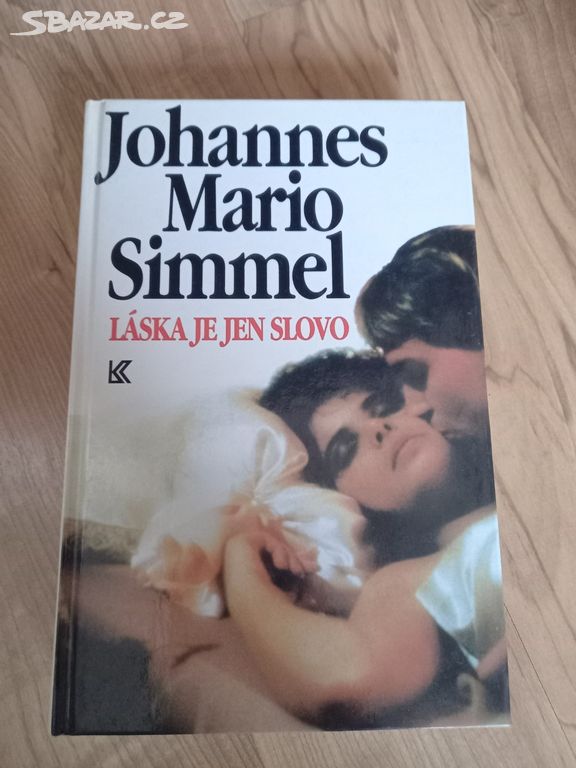 SBAZAR.CZ
Johannes
Mario
Simmel
LÁSKA JE JEN SLOVO